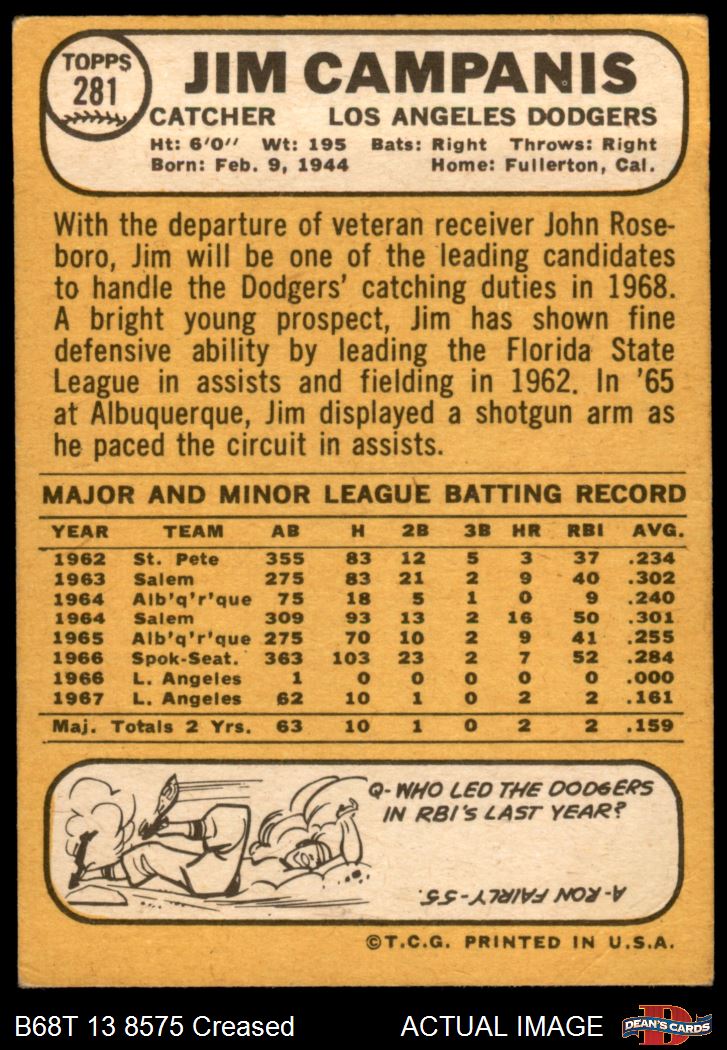 TOPPS
281
JIM CAMPANIS
CATCHER LOS ANGELES DODGERS
Ht: 6'0" Wt: 195 Bats: Right Throws: Right
Born: Feb. 9, 1944 Home: Fullerton, Cal.
With the departure of veteran receiver John Rose-
boro, Jim will be one of the leading candidates
to handle the Dodgers' catching duties in 1968.
A bright young prospect, Jim has shown fine
defensive ability by leading the Florida State
League in assists and fielding in 1962. In '65
at Albuquerque, Jim displayed a shotgun arm as
he paced the circuit in assists.
MAJOR AND MINOR LEAGUE BATTING RECORD
YEAR TEAM AB H 2B 3B HR RBI AVG.
1962 St. Pete 355 83 12 5 3 37 .234
1963 Salem 275 83 21 2 9 40 .302
1964 Alb'q'r'que 75 18 5 1 0 9 .240
1964 Salem 309 93 13 2 16 50 .301
1965 Alb'q'r'que 275 70 10 2 9 41 .255
1966 Spok-Seat. 363 103 23 2 7 52 .284
1966 L. Angeles 1 0 0 0 0 0 .000
1967 L. Angeles 62 10 1 0 2 2 .161
Maj. Totals 2 Yrs. 63 10 1 0 2 2 .159
Q-WHO LED THE DODGERS
IN RBI'S LAST YEAR?
A-RON FAIRLY-55.
©T.C.G. PRINTED IN U.S.A.
B68T 13 8575 Creased ACTUAL IMAGE
D
DEAN'S CARDS